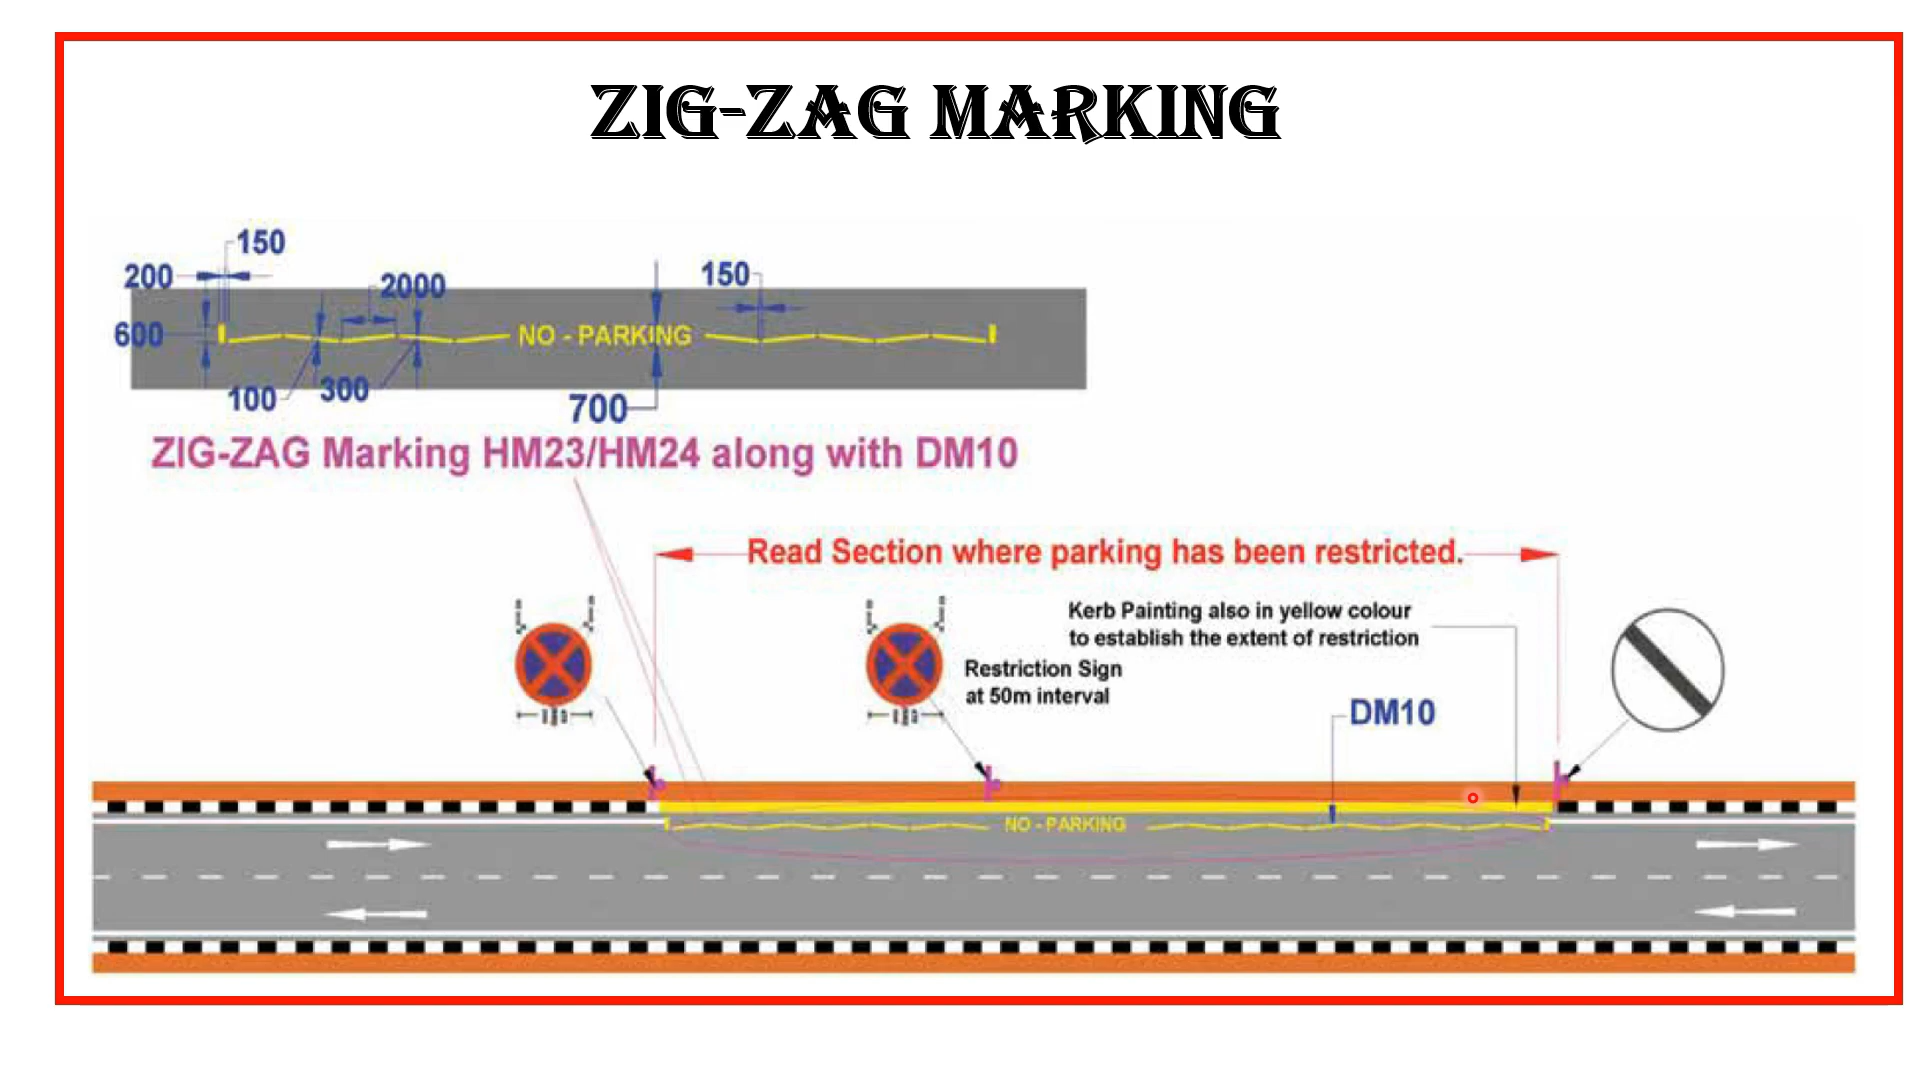 ZIG-ZAG MARKING
150
200
2000
150
600
NO - PARKING
100
300
700
ZIG-ZAG Marking HM23/HM24 along with DM10
Read Section where parking has been restricted.
Kerb Painting also in yellow colour
to establish the extent of restriction
Restriction Sign
at 50m interval
DM10
NO - PARKING